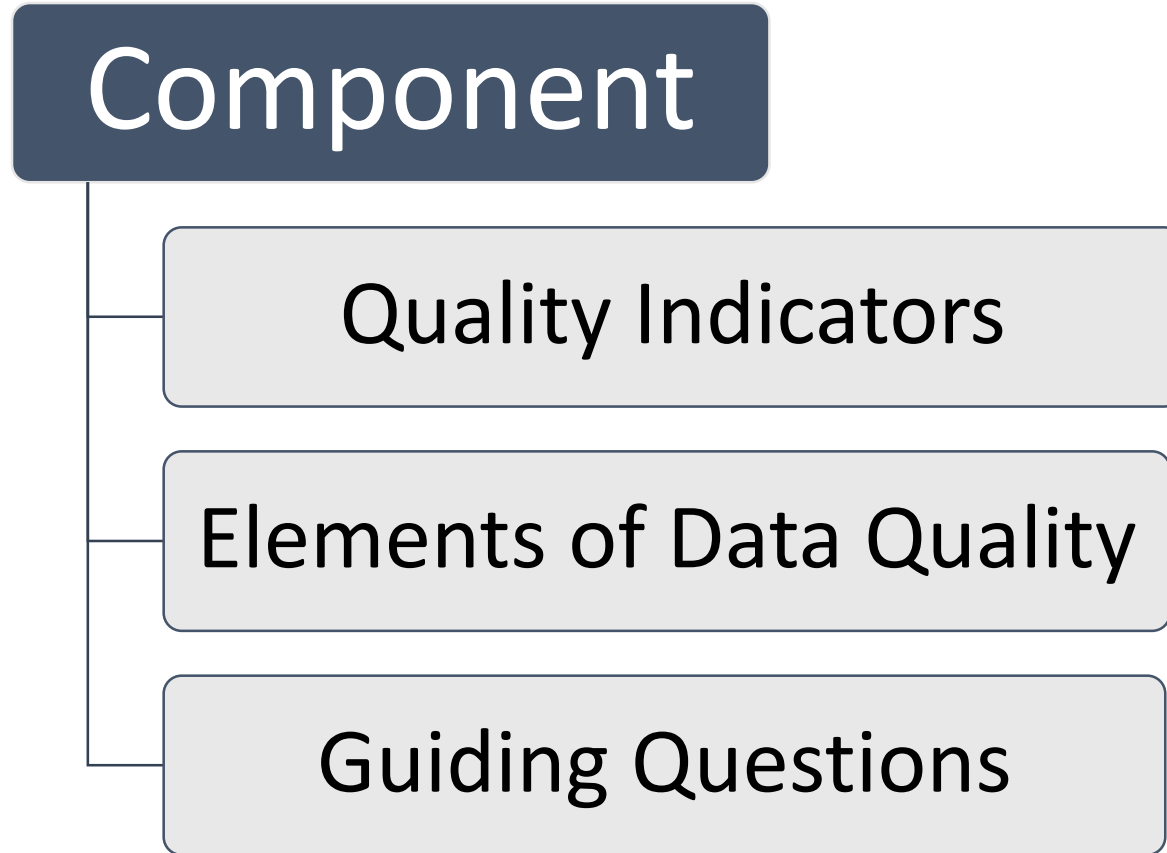 Component
Quality Indicators
Elements of Data Quality
Guiding Questions